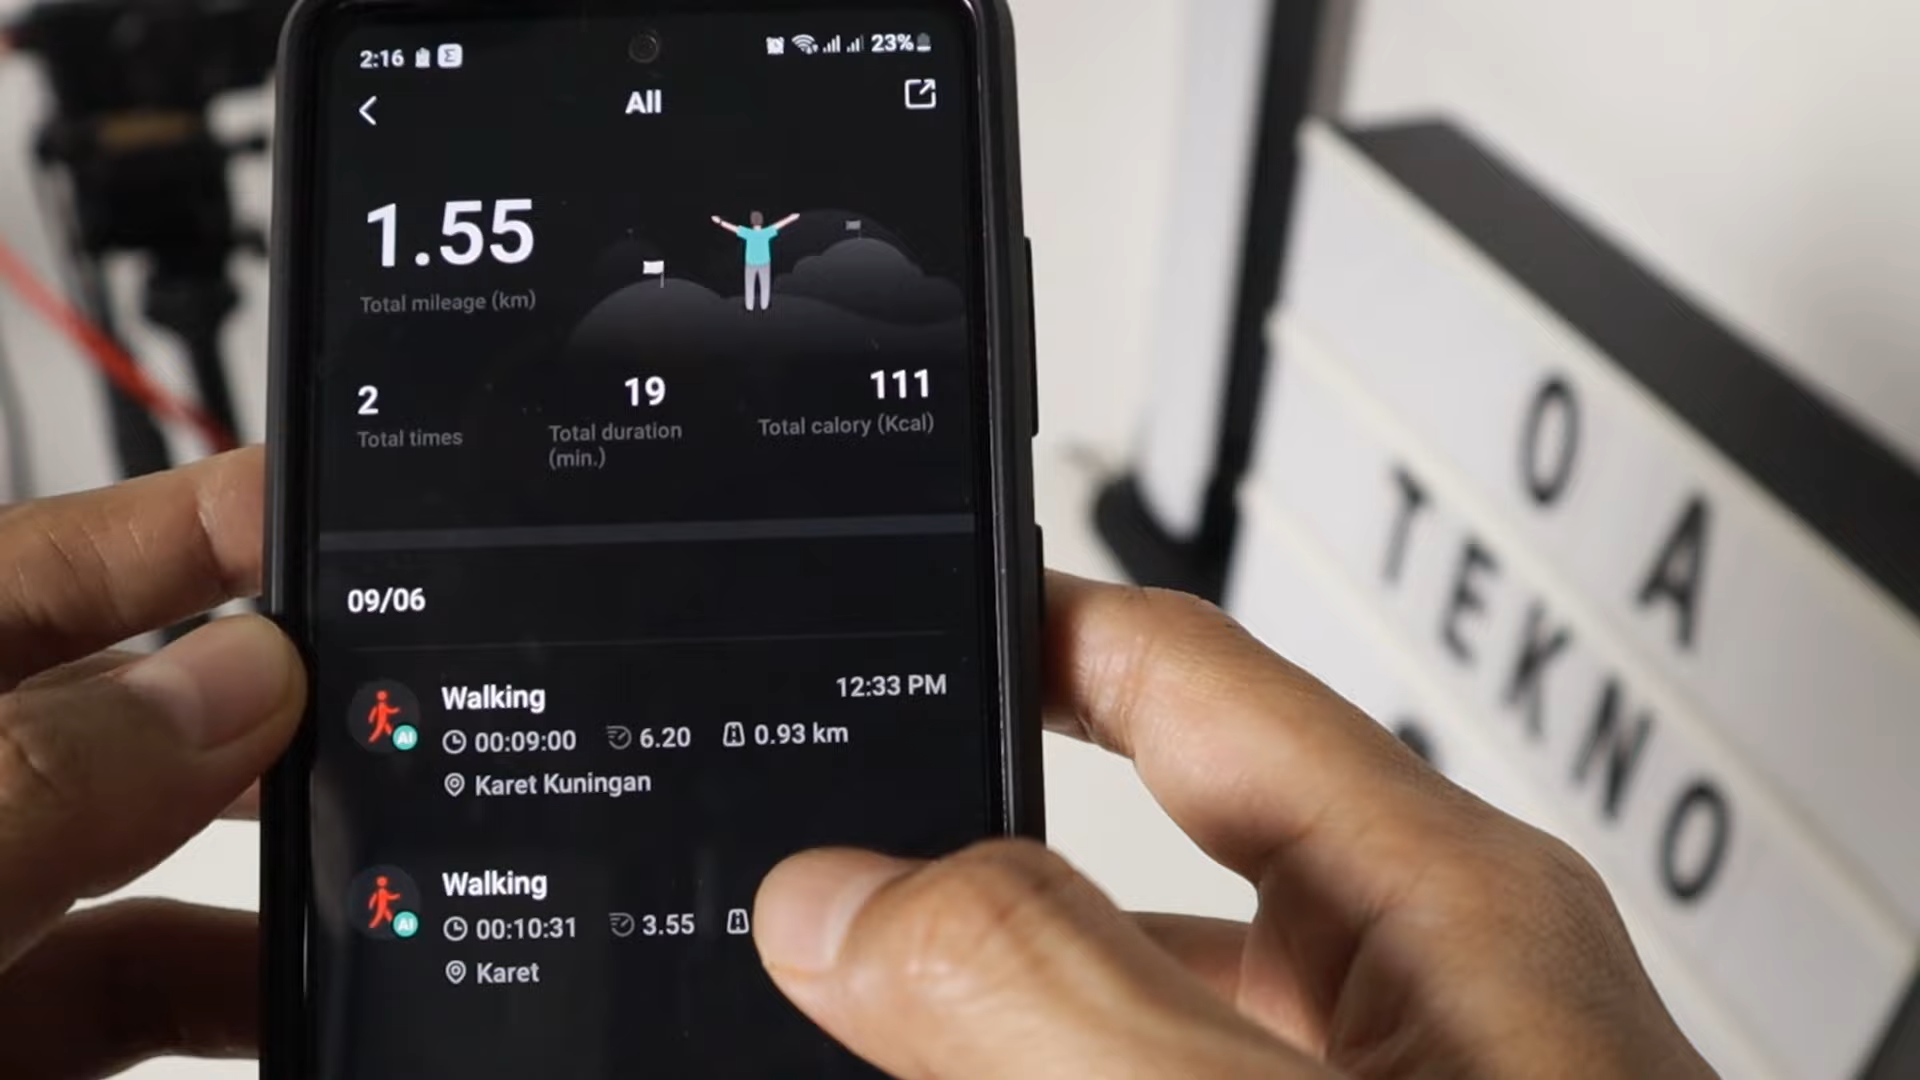 2:16 23%
All
1.55
Total mileage (km)
2 19 111
Total times Total duration (min.) Total calory (Kcal)
09/06
Walking 12:33 PM
00:09:00 6.20 0.93 km
Karet Kuningan
Walking
00:10:31 3.55
Karet
AI
AI
O A
TEKNO